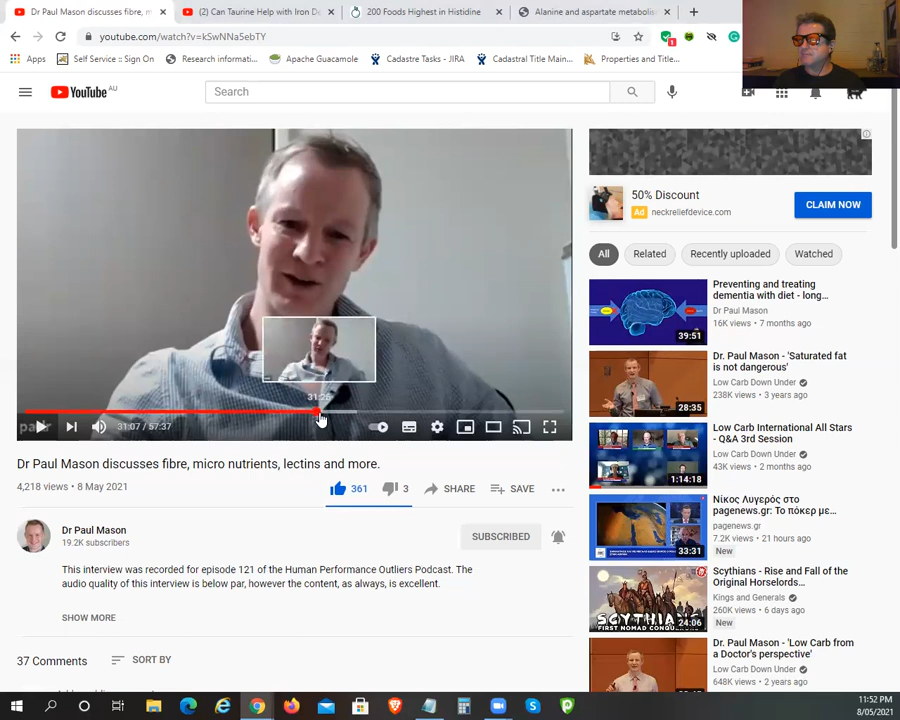 Dr Paul Mason discusses fibre, m
(2) Can Taurine Help with Iron De
200 Foods Highest in Histidine
Alanine and aspartate metabolis
youtube.com/watch?v=kSwNNa5ebTY
Apps
Self Service :: Sign On
Research informati...
Apache Guacamole
Cadastre Tasks - JIRA
Cadastral Title Main...
Properties and Title...
YouTube AU
Search
31:26
31:07 / 57:37
Dr Paul Mason discusses fibre, micro nutrients, lectins and more.
4,218 views • 8 May 2021
361
3
SHARE
SAVE
Dr Paul Mason
19.2K subscribers
SUBSCRIBED
This interview was recorded for episode 121 of the Human Performance Outliers Podcast. The
audio quality of this interview is below par, however the content, as always, is excellent.
SHOW MORE
37 Comments
SORT BY
50% Discount
Ad neckreliefdevice.com
CLAIM NOW
All
Related
Recently uploaded
Watched
Preventing and treating
dementia with diet - long...
Dr Paul Mason
16K views • 7 months ago
39:51
Dr. Paul Mason - 'Saturated fat
is not dangerous'
Low Carb Down Under
238K views • 3 years ago
28:35
Low Carb International All Stars
- Q&A 3rd Session
Low Carb Down Under
43K views • 2 months ago
1:14:18
Νίκος Λυγερός στο
pagenews.gr: Το πόκερ με...
pagenews.gr
7.2K views • 21 hours ago
New
33:31
Scythians - Rise and Fall of the
Original Horselords...
Kings and Generals
260K views • 6 days ago
New
SCYTHIANS
FIRST NOMAD CONQUERORS
24:06
Dr. Paul Mason - 'Low Carb from
a Doctor's perspective'
Low Carb Down Under
648K views • 2 years ago
11:52 PM
8/05/2021